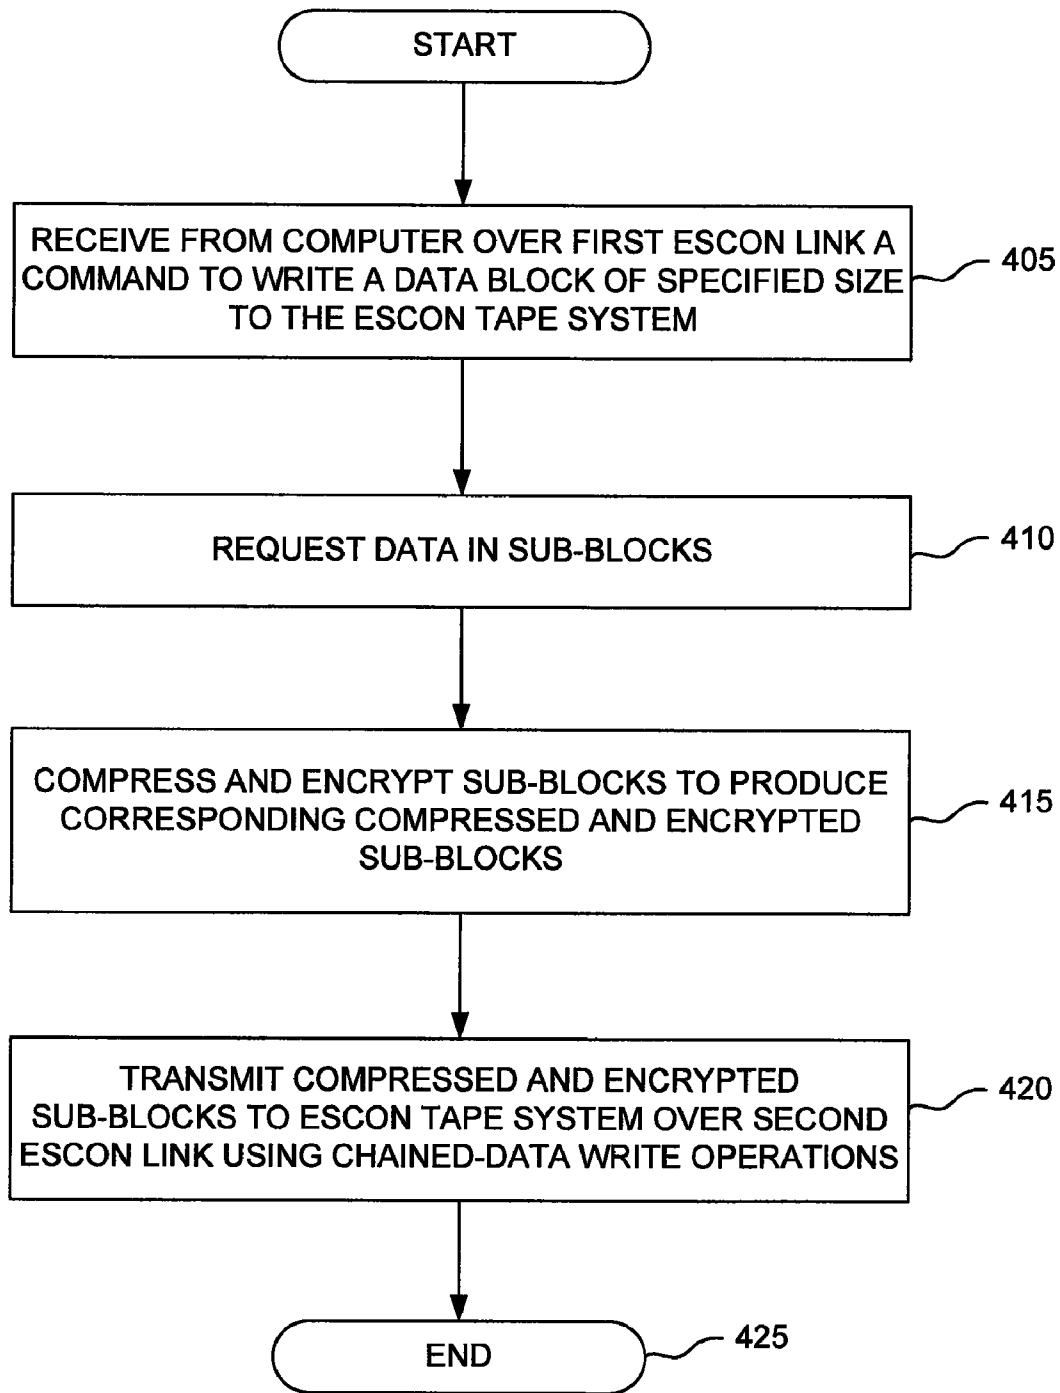 START
RECEIVE FROM COMPUTER OVER FIRST ESCON LINK A
COMMAND TO WRITE A DATA BLOCK OF SPECIFIED SIZE
TO THE ESCON TAPE SYSTEM
405
REQUEST DATA IN SUB-BLOCKS
410
COMPRESS AND ENCRYPT SUB-BLOCKS TO PRODUCE
CORRESPONDING COMPRESSED AND ENCRYPTED
SUB-BLOCKS
415
TRANSMIT COMPRESSED AND ENCRYPTED
SUB-BLOCKS TO ESCON TAPE SYSTEM OVER SECOND
ESCON LINK USING CHAINED-DATA WRITE OPERATIONS
420
END
425